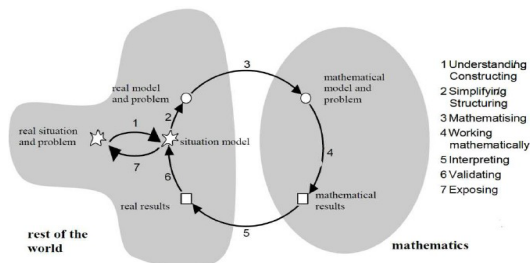 3
real model
and problem
mathematical
model and
problem
1 Understanding
Constructing
2 Simplifying
Structuring
3 Mathematising
4 Working
mathematically
5 Interpreting
6 Validating
7 Exposing
real situation
and problem
1
2
situation model
7
6
4
real results
mathematical
results
5
rest of the
world
mathematics